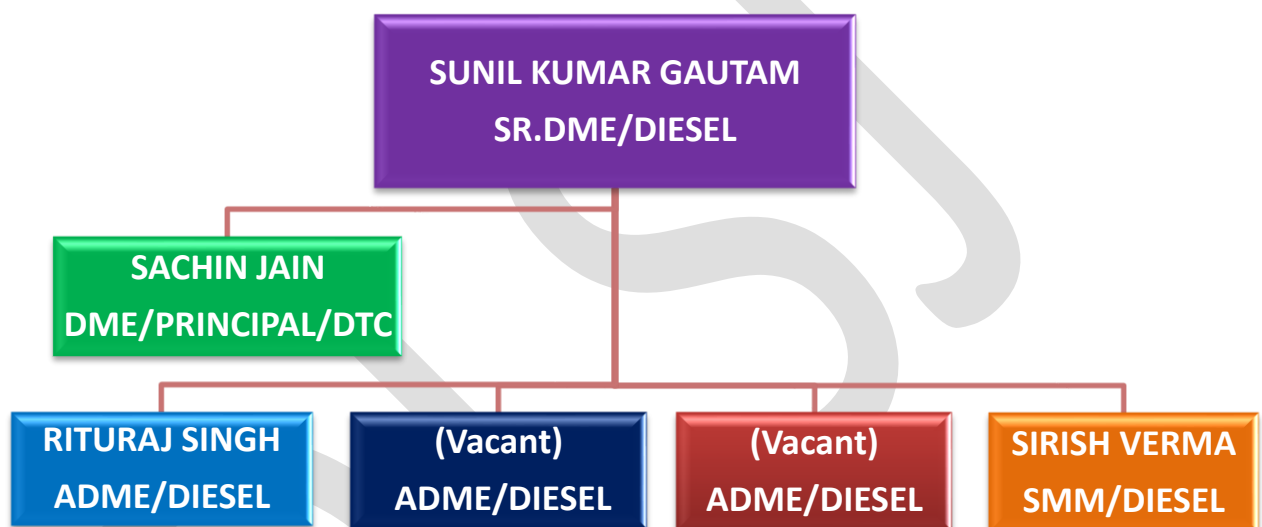 SUNIL KUMAR GAUTAM
SR.DME/DIESEL
SACHIN JAIN
DME/PRINCIPAL/DTC
RITURAJ SINGH
ADME/DIESEL
(Vacant)
ADME/DIESEL
(Vacant)
ADME/DIESEL
SIRISH VERMA
SMM/DIESEL